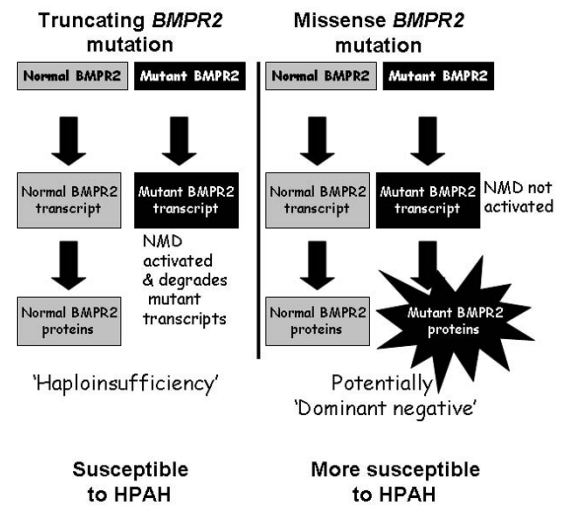 Truncating BMPR2
mutation
Normal BMPR2
Mutant BMPR2
Normal BMPR2
transcript
Mutant BMPR2
transcript
NMD
activated
& degrades
mutant
transcripts
Normal BMPR2
proteins
'Haploinsufficiency'
Susceptible
to HPAH
Missense BMPR2
mutation
Normal BMPR2
Mutant BMPR2
Normal BMPR2
transcript
Mutant BMPR2
transcript
NMD not
activated
Normal BMPR2
proteins
Mutant BMPR2
proteins
Potentially
'Dominant negative'
More susceptible
to HPAH